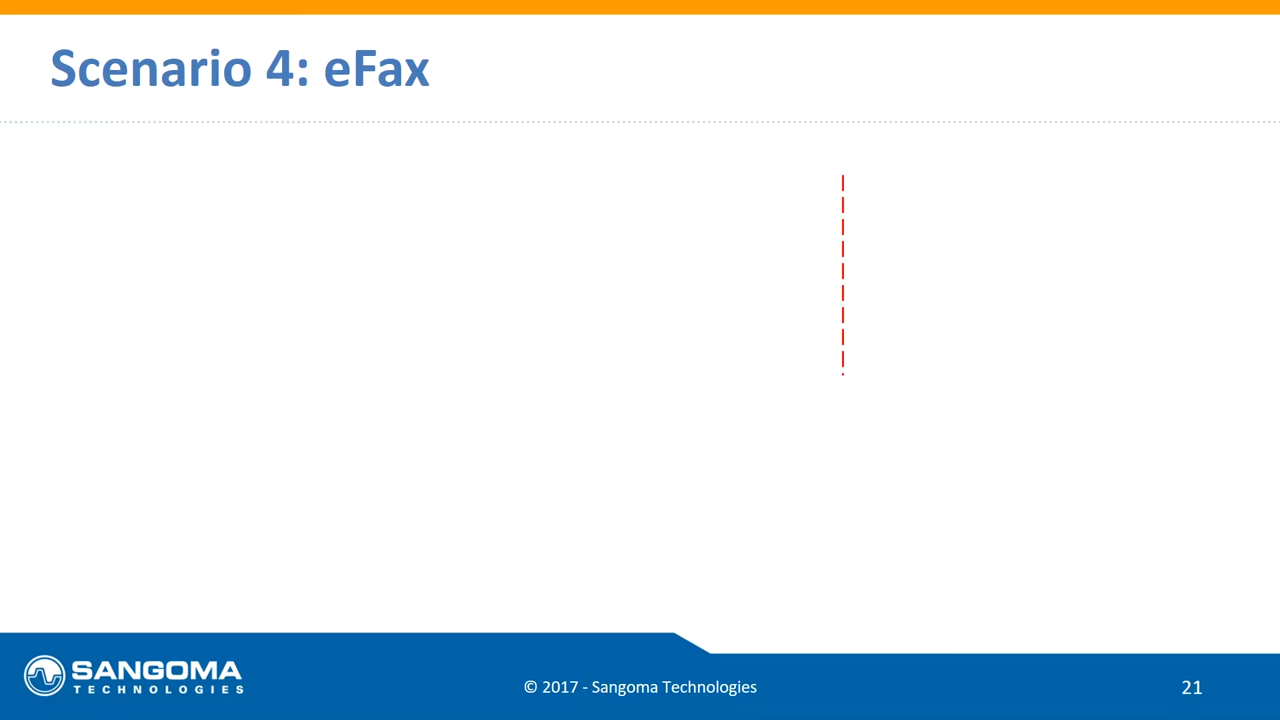 Scenario 4: eFax
SANGOMA
TECHNOLOGIES
© 2017 - Sangoma Technologies
21